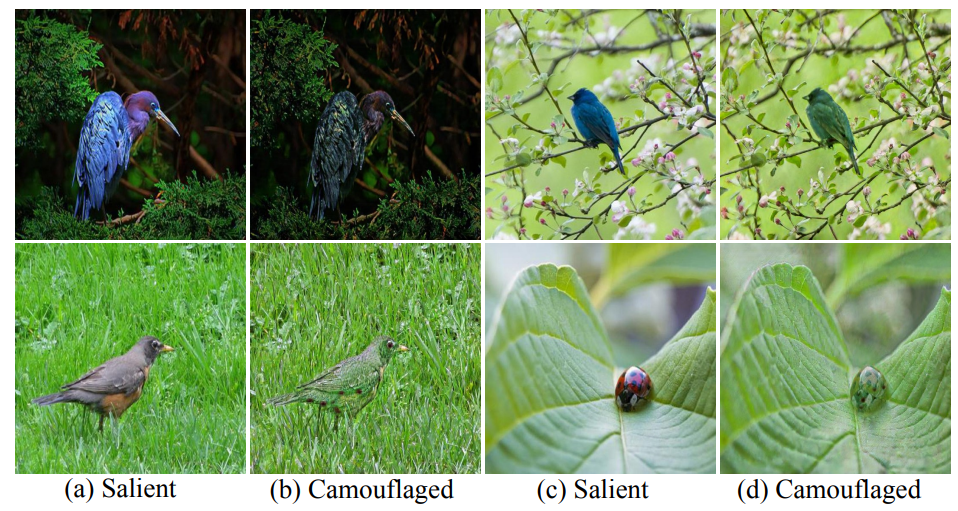 (a) Salient
(b) Camouflaged
(c) Salient
(d) Camouflaged